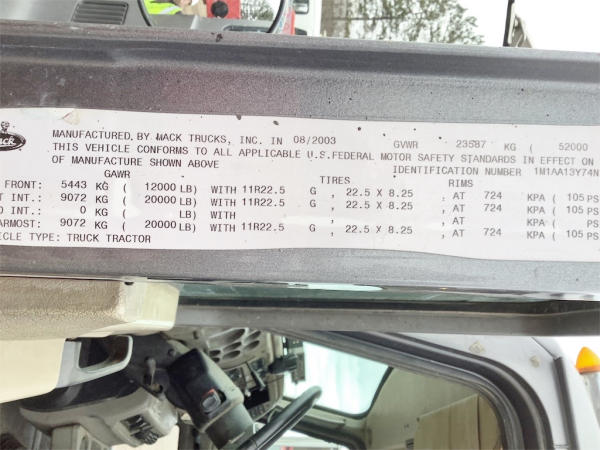 MANUFACTURED BY MACK TRUCKS, INC. IN 08/2003 GVWR 23587 KG ( 52000
THIS VEHICLE CONFORMS TO ALL APPLICABLE U.S.FEDERAL MOTOR SAFETY STANDARDS IN EFFECT ON
OF MANUFACTURE SHOWN ABOVE IDENTIFICATION NUMBER 1M1AA13Y74N
GAWR TIRES RIMS
FRONT: 5443 KG ( 12000 LB) WITH 11R22.5 G , 22.5 X 8.25 , AT 724 KPA ( 105 PS
T INT.: 9072 KG ( 20000 LB) WITH 11R22.5 G , 22.5 X 8.25 , AT 724 KPA ( 105 PS
D INT.: 0 KG ( LB) WITH , , AT KPA ( PS
ARMOST: 9072 KG ( 20000 LB) WITH 11R22.5 G , 22.5 X 8.25 , AT 724 KPA ( 105 PS
ICLE TYPE: TRUCK TRACTOR